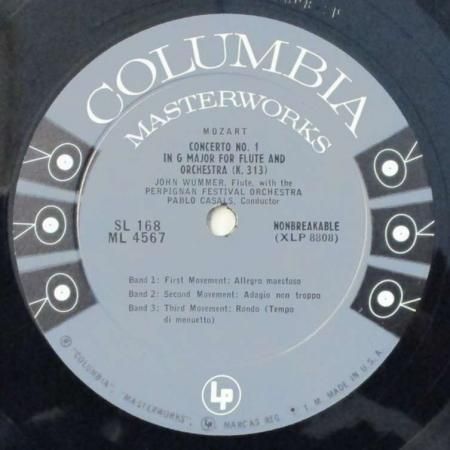 COLUMBIA
MASTERWORKS
MOZART
CONCERTO NO. 1
IN G MAJOR FOR FLUTE AND
ORCHESTRA (K. 313)
JOHN WUMMER, Flute, with the
PERPIGNAN FESTIVAL ORCHESTRA
PABLO CASALS, Conductor
SL 168
ML 4567
NONBREAKABLE
(XLP 8808)
Band 1: First Movement: Allegro maestoso
Band 2: Second Movement: Adagio non troppo
Band 3: Third Movement: Rondo (Tempo
di menuetto)
LP
® "COLUMBIA", "MASTERWORKS", LP MARCAS REG. ★ T. M. MADE IN U.S.A.